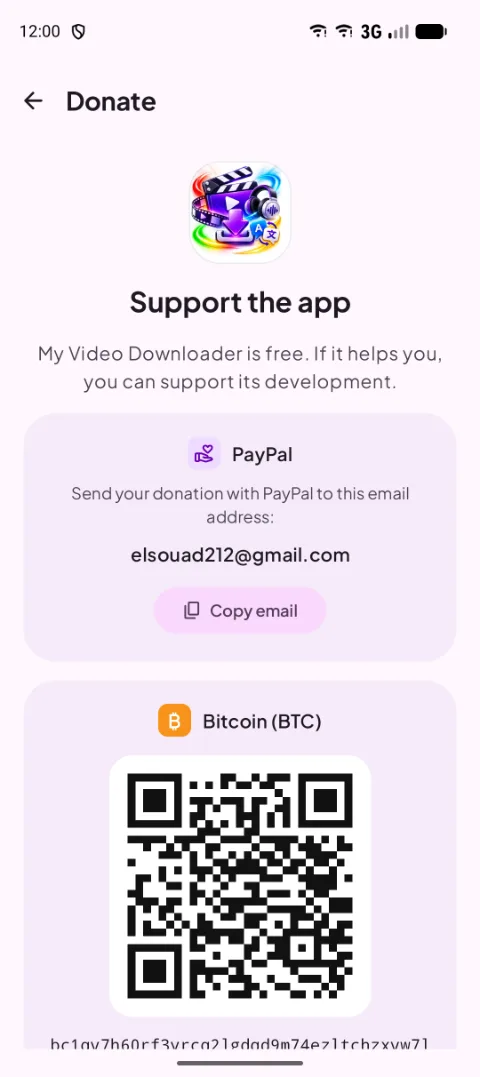 12:00
3G
Donate
Support the app
My Video Downloader is free. If it helps you,
you can support its development.
PayPal
Send your donation with PayPal to this email
address:
elsouad212@gmail.com
Copy email
Bitcoin (BTC)